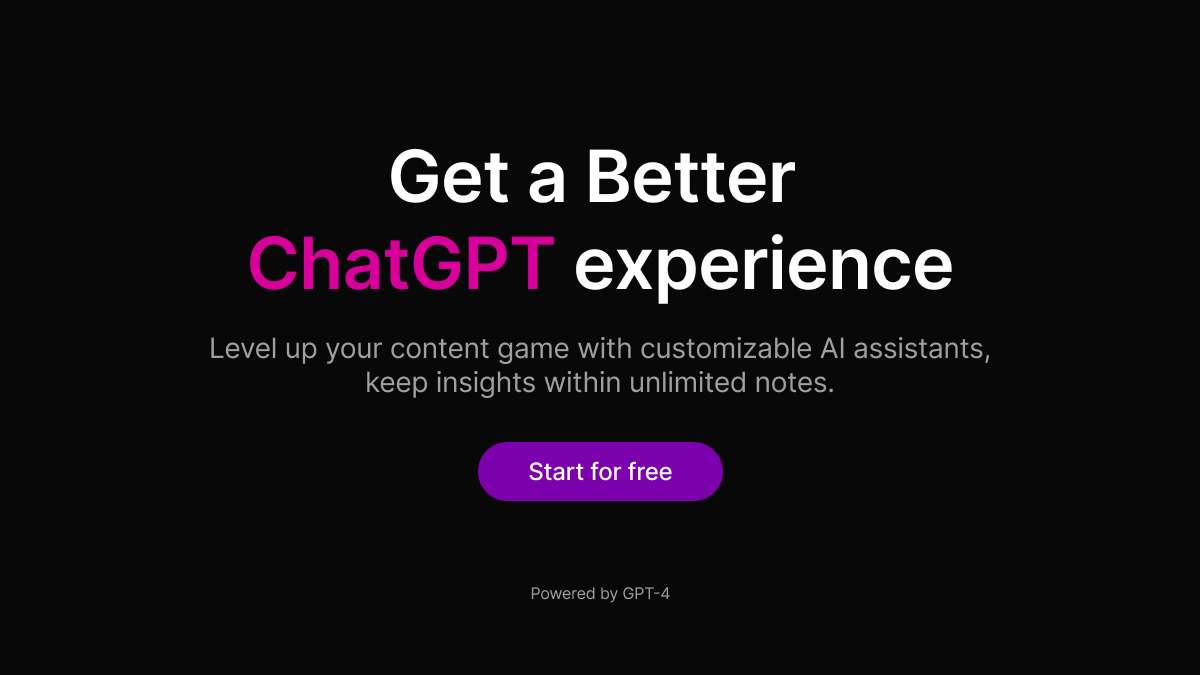 Get a Better
ChatGPT experience
Level up your content game with customizable AI assistants,
keep insights within unlimited notes.
Start for free
Powered by GPT-4